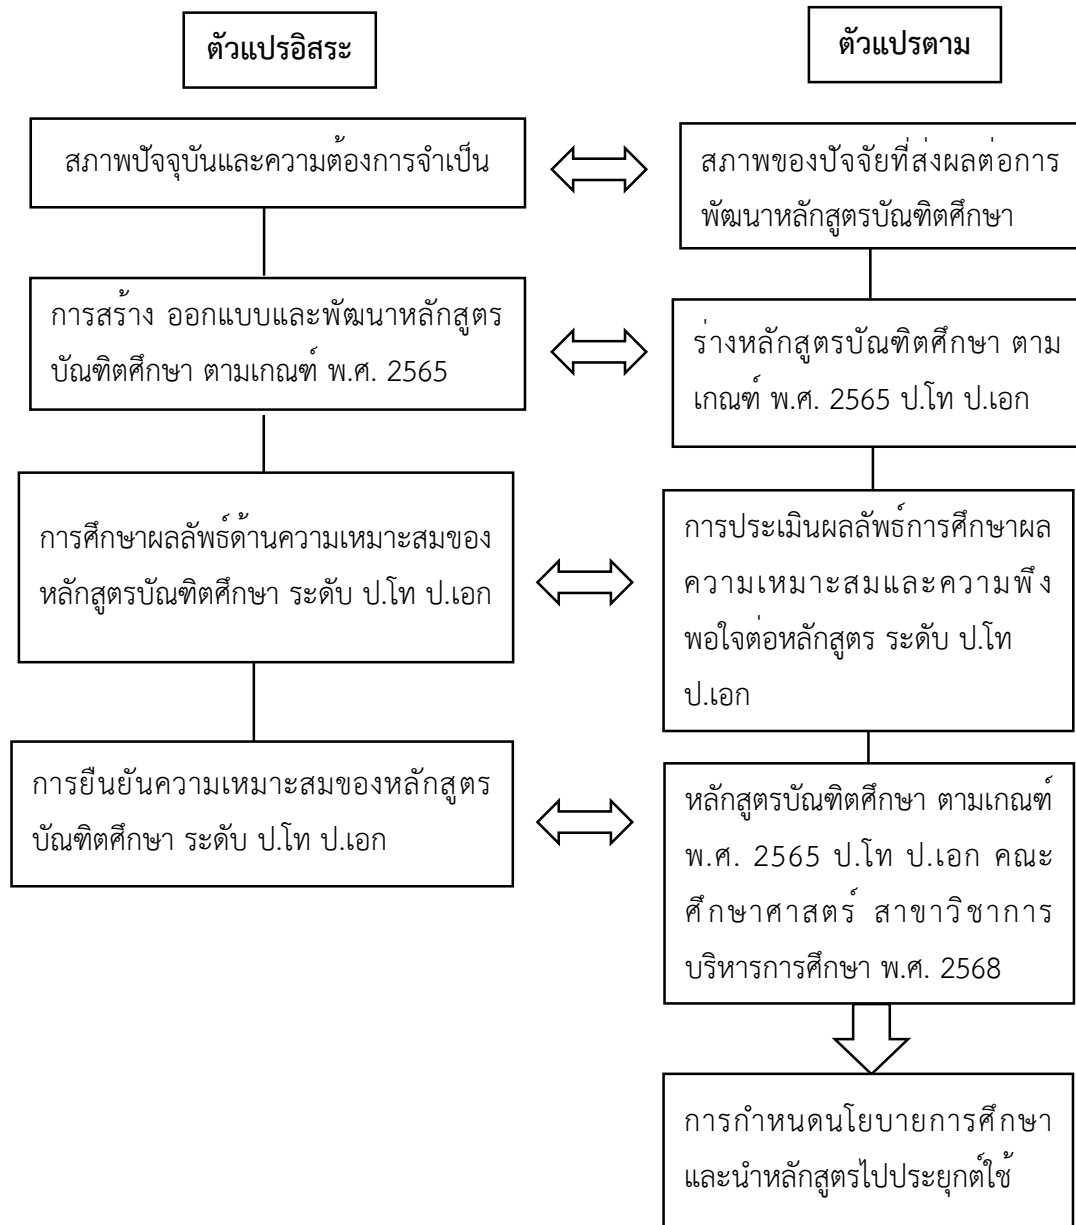 ตัวแปรอิสระ
ตัวแปรตาม
สภาพปัจจุบันและความต้องการจำเป็น
สภาพของปัจจัยที่ส่งผลต่อการ
พัฒนาหลักสูตรบัณฑิตศึกษา
การสร้าง ออกแบบและพัฒนาหลักสูตร
บัณฑิตศึกษา ตามเกณฑ์ พ.ศ. 2565
ร่างหลักสูตรบัณฑิตศึกษา ตาม
เกณฑ์ พ.ศ. 2565 ป.โท ป.เอก
การศึกษาผลลัพธ์ด้านความเหมาะสมของ
หลักสูตรบัณฑิตศึกษา ระดับ ป.โท ป.เอก
การประเมินผลลัพธ์การศึกษาผล
ความเหมาะสมและความพึง
พอใจต่อหลักสูตร ระดับ ป.โท
ป.เอก
การยืนยันความเหมาะสมของหลักสูตร
บัณฑิตศึกษา ระดับ ป.โท ป.เอก
หลักสูตรบัณฑิตศึกษา ตามเกณฑ์
พ.ศ. 2565 ป.โท ป.เอก คณะ
ศึกษาศาสตร์ สาขาวิชาการ
บริหารการศึกษา พ.ศ. 2568
การกำหนดนโยบายการศึกษา
และนำหลักสูตรไปประยุกต์ใช้